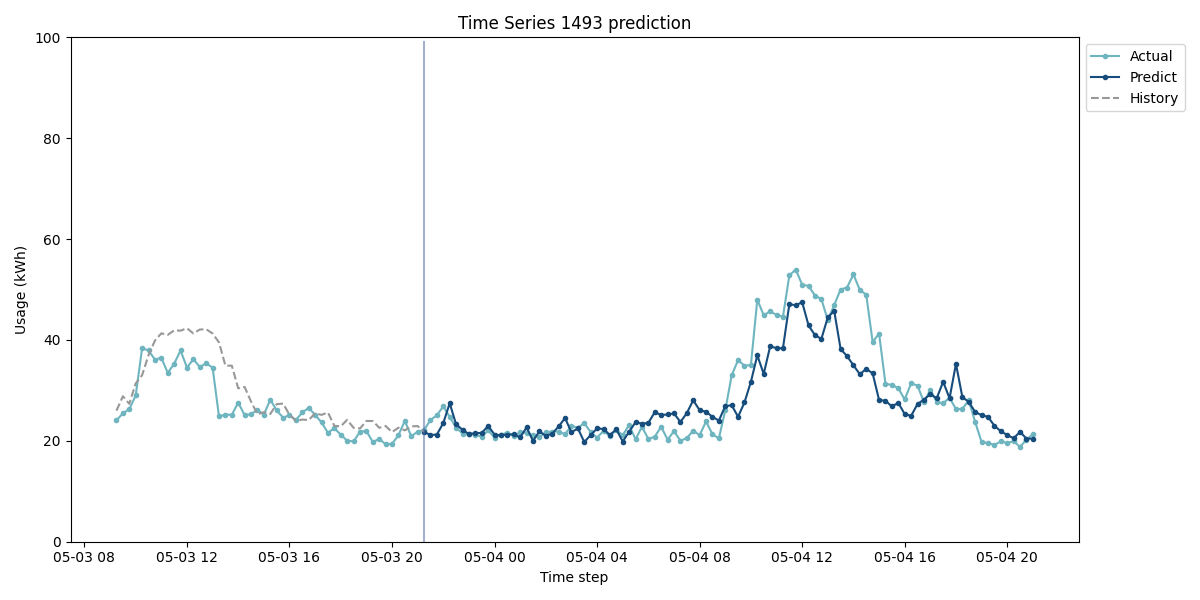 Time Series 1493 prediction
100
80
60
40
20
0
Usage (kWh)
05-03 08
05-03 12
05-03 16
05-03 20
05-04 00
05-04 04
05-04 08
05-04 12
05-04 16
05-04 20
Time step
Actual
Predict
History